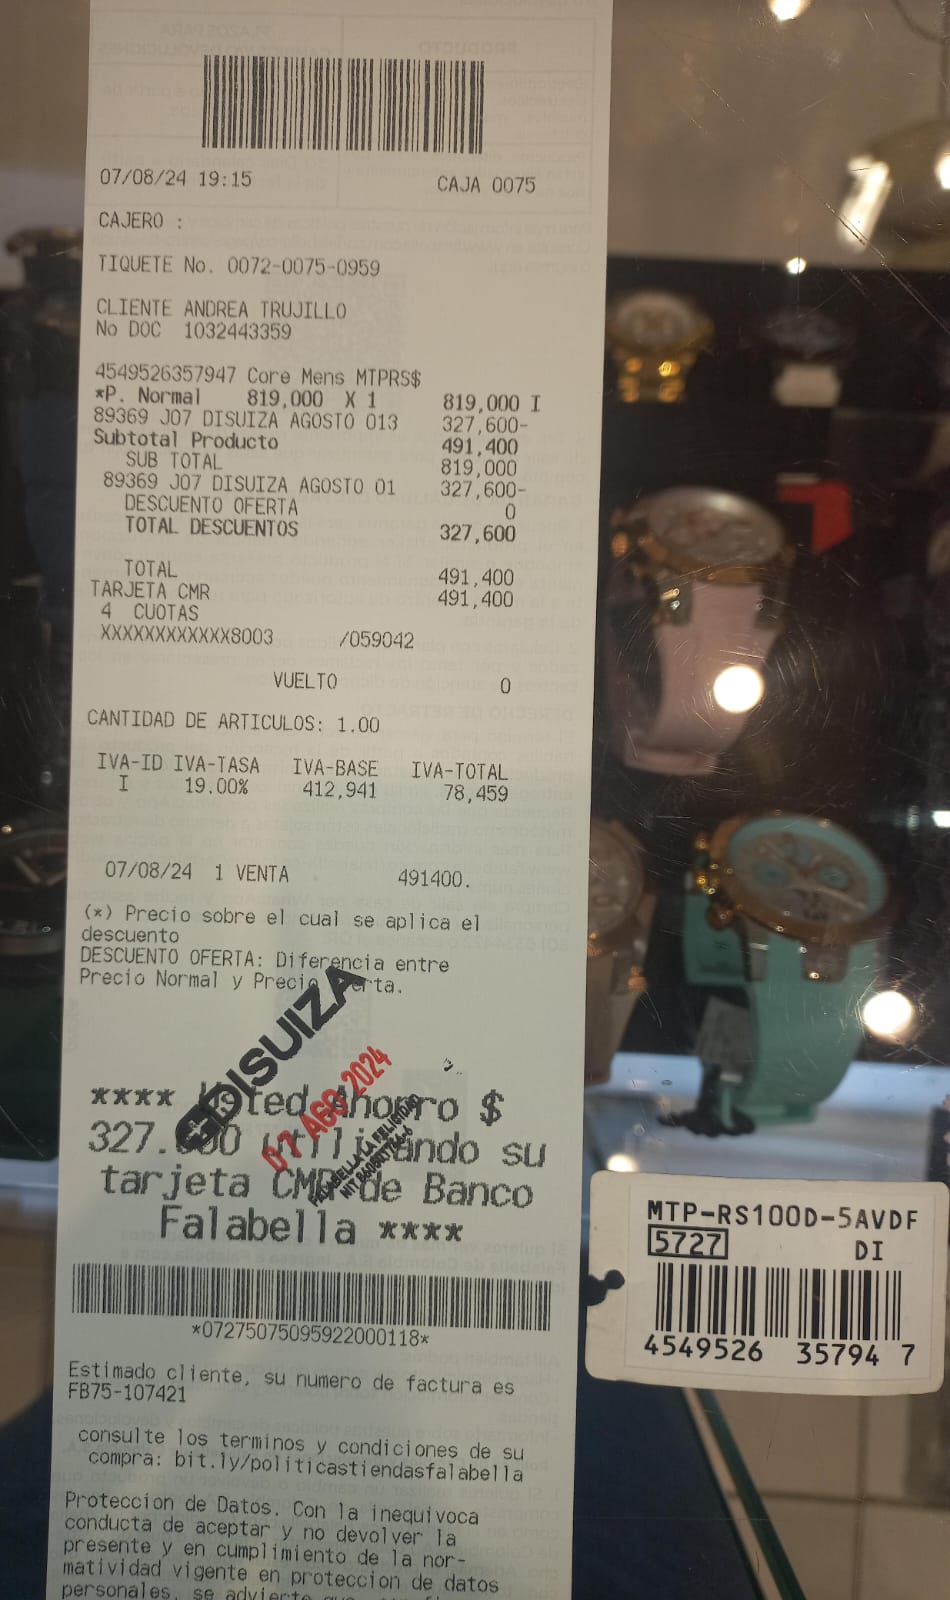 07/08/24 19:15 CAJA 0075
CAJERO :
TIQUETE No. 0072-0075-0959
CLIENTE ANDREA TRUJILLO
No DOC 1032443359
4549526357947 Core Mens MTPRS$
*P. Normal 819,000 X 1 819,000 I
89369 J07 DISUIZA AGOSTO 013 327,600-
Subtotal Producto 491,400
SUB TOTAL 819,000
89369 J07 DISUIZA AGOSTO 01 327,600-
DESCUENTO OFERTA 0
TOTAL DESCUENTOS 327,600
TOTAL 491,400
TARJETA CMR 491,400
4 CUOTAS
XXXXXXXXXXXX8003 /059042
VUELTO 0
CANTIDAD DE ARTICULOS: 1.00
IVA-ID IVA-TASA IVA-BASE IVA-TOTAL
I 19.00% 412,941 78,459
07/08/24 1 VENTA 491400.
(*) Precio sobre el cual se aplica el
descuento
DESCUENTO OFERTA: Diferencia entre
Precio Normal y Precio
DISUIZA
07 AGO 2024
FALABELLA LA FELICIDAD
**** Usted Ahorro $
327.600 utilizando su
tarjeta CMR de Banco
Falabella ****
*07275075095922000118*
Estimado cliente, su numero de factura es
FB75-107421
consulte los terminos y condiciones de su
compra: bit.ly/politicastiendasfalabella
Proteccion de Datos. Con la inequivoca
conducta de aceptar y no devolver la
presente y en cumplimiento de la nor-
matividad vigente en proteccion de datos
personales, se advierte que
MTP-RS100D-5AVDF
5727 DI
4549526 35794 7